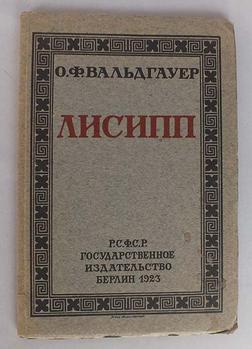 О.Ф. ВАЛЬДГАУЕР
ЛИСИПП
Р.С.Ф.С.Р.
ГОСУДАРСТВЕННОЕ
ИЗДАТЕЛЬСТВО
БЕРЛИН 1923